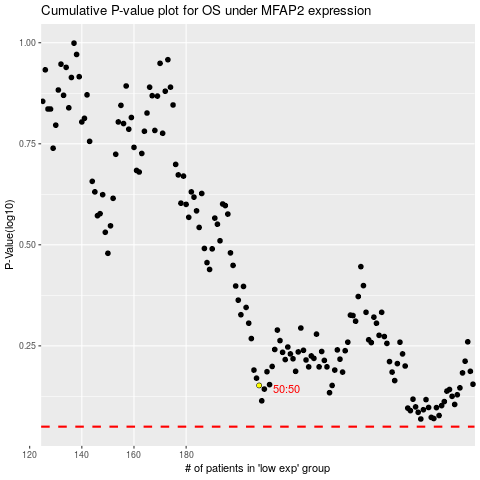 Cumulative P-value plot for OS under MFAP2 expression
P-Value(log10)
1.00
0.75
0.50
0.25
50:50
120 140 160 180
# of patients in 'low exp' group